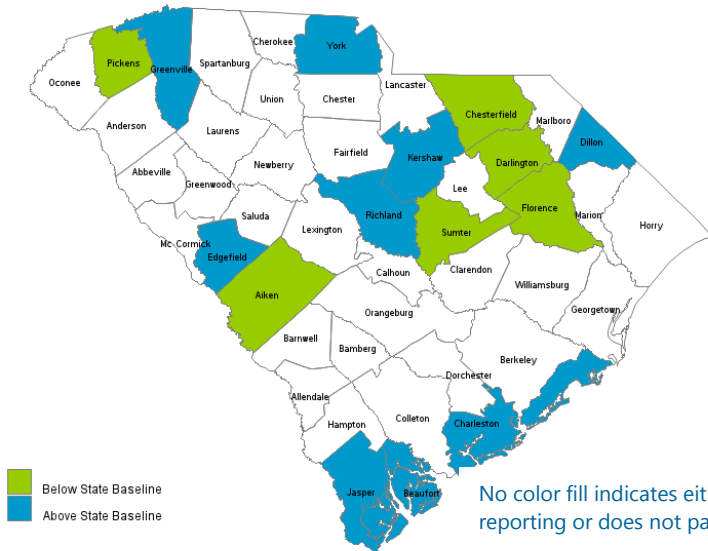 Cherokee
York
Pickens
Greenville
Spartanburg
Oconee
Lancaster
Union
Chester
Chesterfield
Marlboro
Anderson
Laurens
Dillon
Fairfield
Kershaw
Darlington
Abbeville
Newberry
Lee
Greenwood
Florence
Saluda
Richland
Marion
Horry
Mc Cormick
Lexington
Sumter
Edgefield
Calhoun
Clarendon
Aiken
Williamsburg
Orangeburg
Georgetown
Barnwell
Bamberg
Berkeley
Dorchester
Allendale
Colleton
Charleston
Hampton
Jasper
Beaufort
Below State Baseline
Above State Baseline
No color fill indicates eit
reporting or does not pa